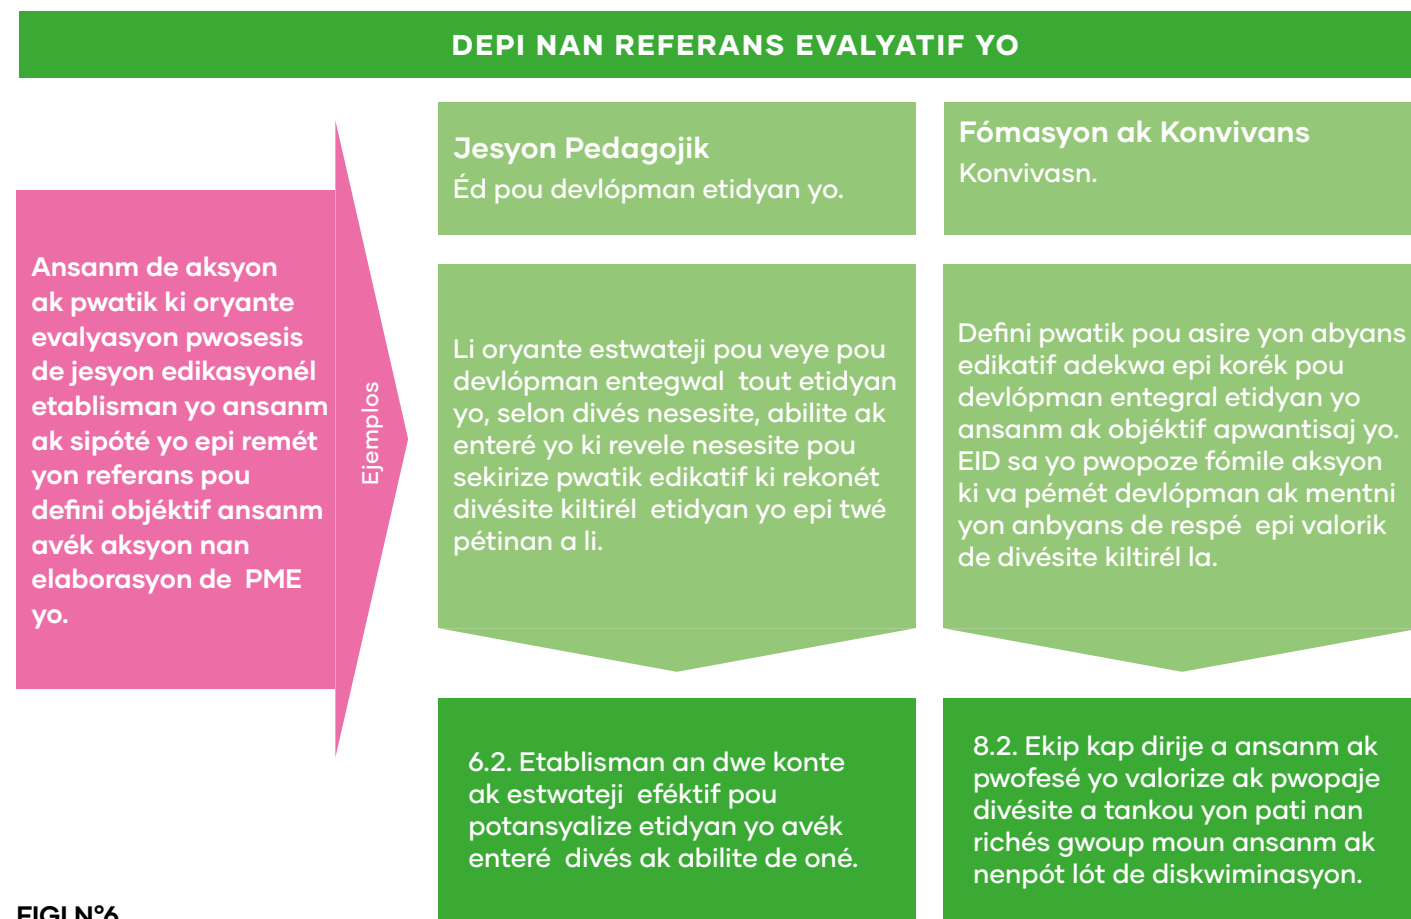 DEPI NAN REFERANS EVALYATIF YO
Ansanm de aksyon
ak pwatik ki oryante
evalyasyon pwosesis
de jesyon edikasyonél
etablisman yo ansanm
ak sipóté yo epi remét
yon referans pou
defini objéktif ansanm
avék aksyon nan
elaborasyon de PME
yo.
Ejemplos
Jesyon Pedagojik
Éd pou devlópman etidyan yo.
Li oryante estwateji pou veye pou
devlópman entegwal tout etidyan
yo, selon divés nesesite, abilite ak
enteré yo ki revele nesesite pou
sekirize pwatik edikatif ki rekonét
divésite kiltirél etidyan yo epi twé
pétinan a li.
6.2. Etablisman an dwe konte
ak estwateji eféktif pou
potansyalize etidyan yo avék
enteré divés ak abilite de oné.
Fómasyon ak Konvivans
Konvivasn.
Defini pwatik pou asire yon abyans
edikatif adekwa epi korék pou
devlópman entegral etidyan yo
ansanm ak objéktif apwantisaj yo.
EID sa yo pwopoze fómile aksyon
ki va pémét devlópman ak mentni
yon anbyans de respé epi valorik
de divésite kiltirél la.
8.2. Ekip kap dirije a ansanm ak
pwofesé yo valorize ak pwopaje
divésite a tankou yon pati nan
richés gwoup moun ansanm ak
nenpót lót de diskwiminasyon.
FIGI N°6